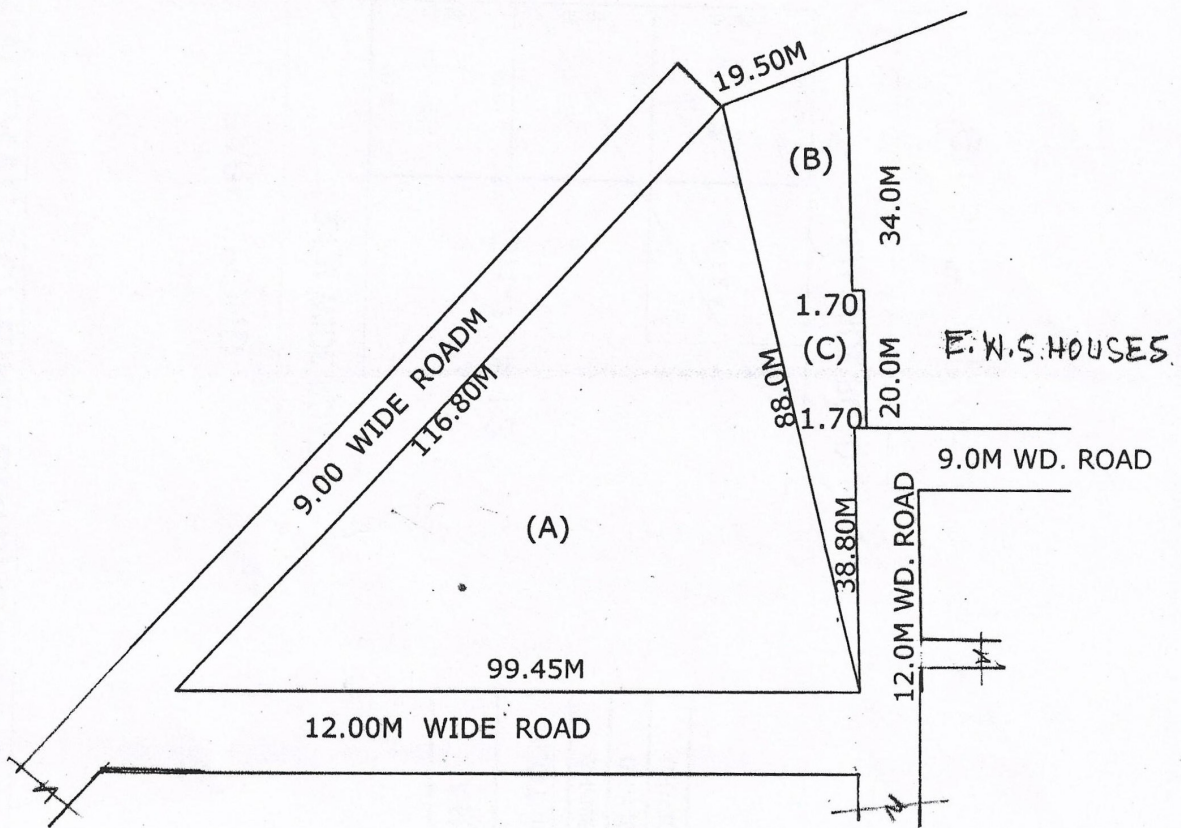 19.50M
(B)
34.0M
1.70
(C)
20.0M
E.W.S.HOUSES
9.00 WIDE ROADM
116.80M
88.0M
1.70
9.0M WD. ROAD
(A)
38.80M
12.0M WD. ROAD
99.45M
12.00M WIDE ROAD